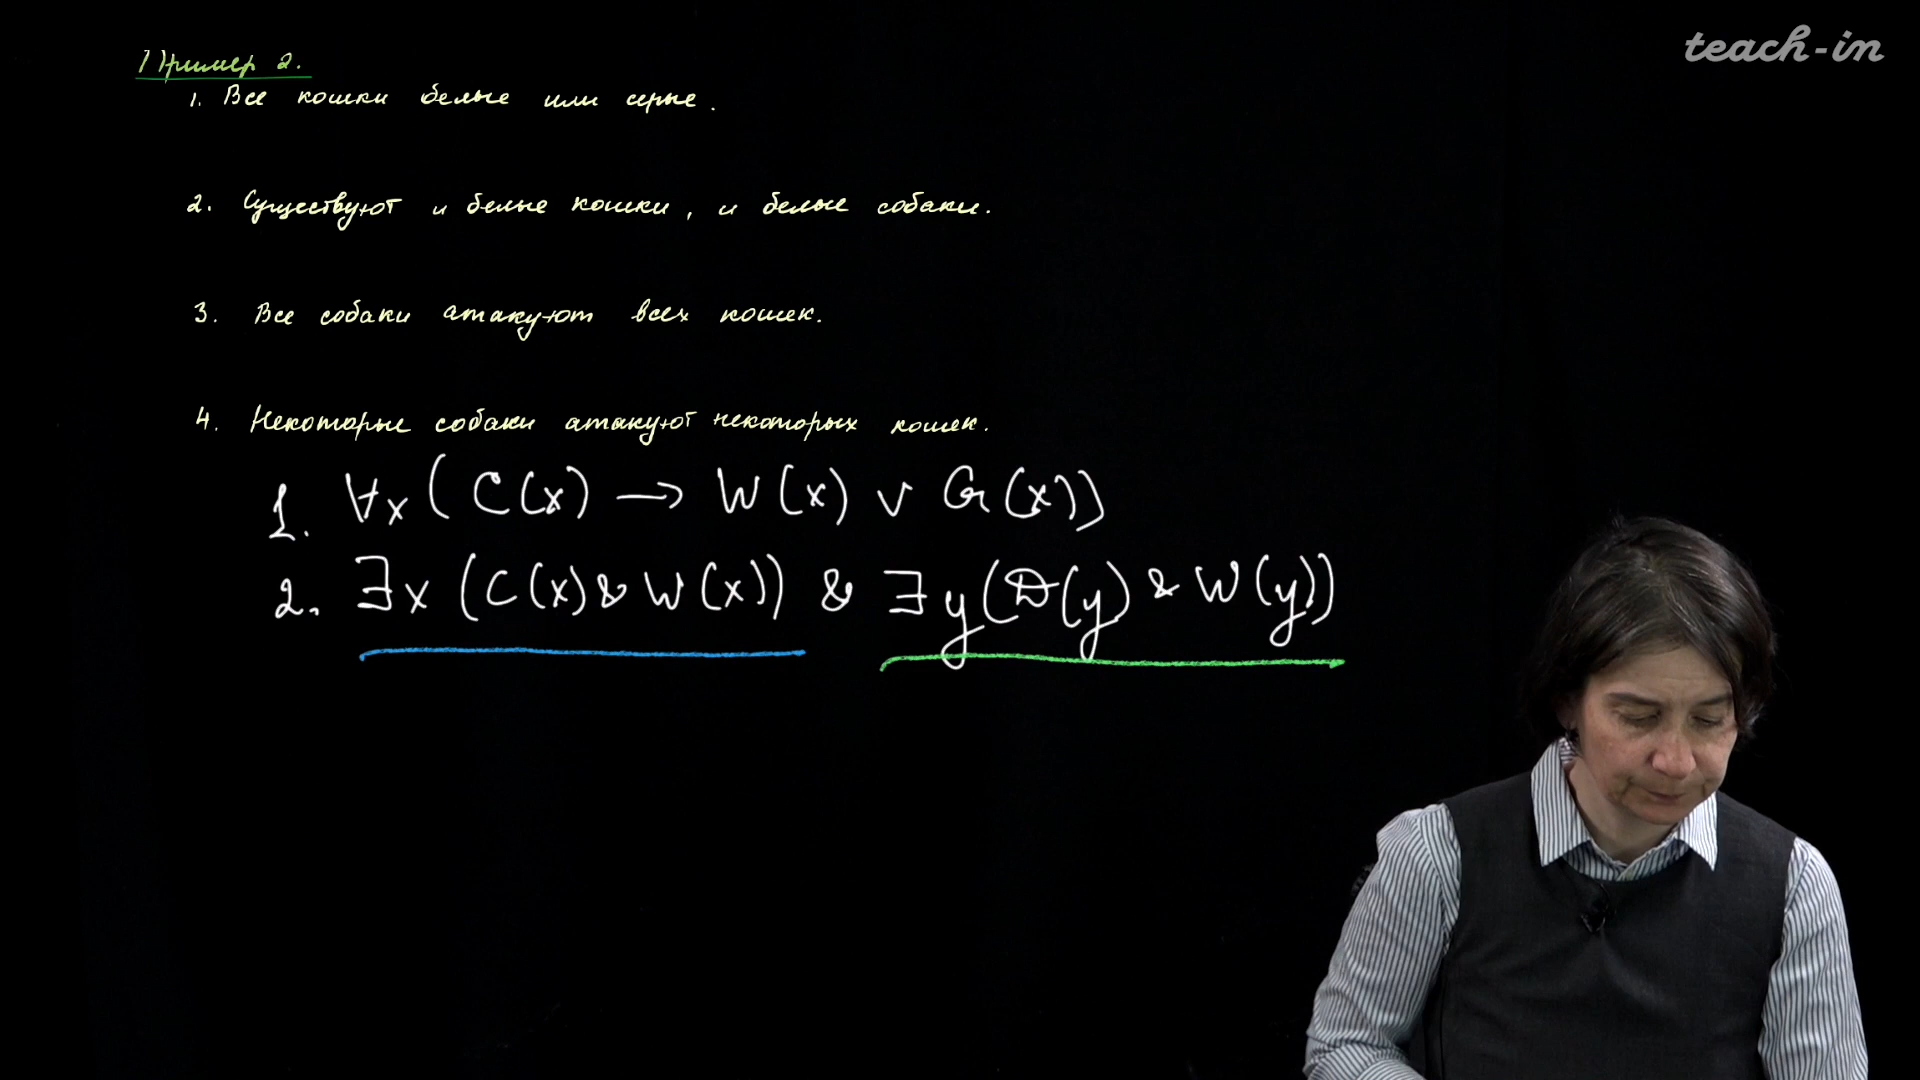 teach-in
Пример 2.
1. Все кошки белые или серые.
2. Существуют и белые кошки, и белые собаки.
3. Все собаки атакуют всех кошек.
4. Некоторые собаки атакуют некоторых кошек.
1. ∀x (C(x) → W(x) ∨ G(x))
2. ∃x (C(x) & W(x)) & ∃y (D(y) & W(y))